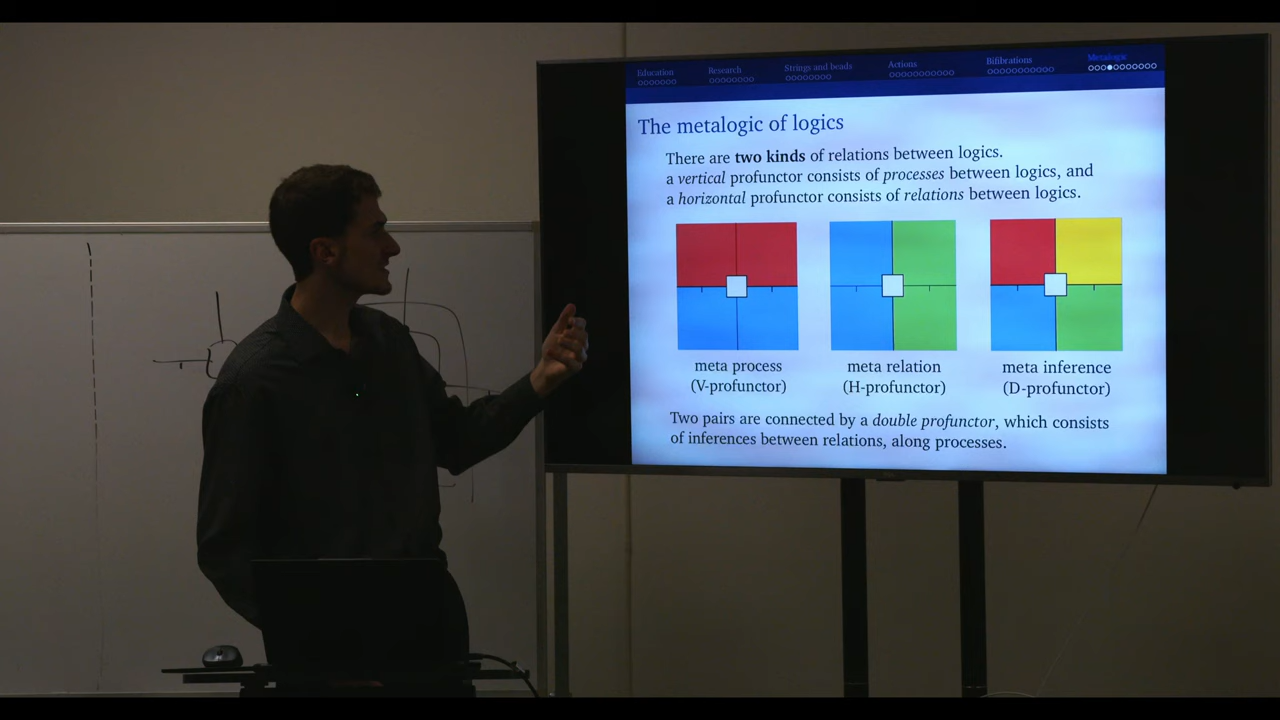 Education Research Strings and beads Actions Bifibrations Metalogic
The metalogic of logics
There are two kinds of relations between logics.
a vertical profunctor consists of processes between logics, and
a horizontal profunctor consists of relations between logics.
meta process meta relation meta inference
(V-profunctor) (H-profunctor) (D-profunctor)
Two pairs are connected by a double profunctor, which consists
of inferences between relations, along processes.